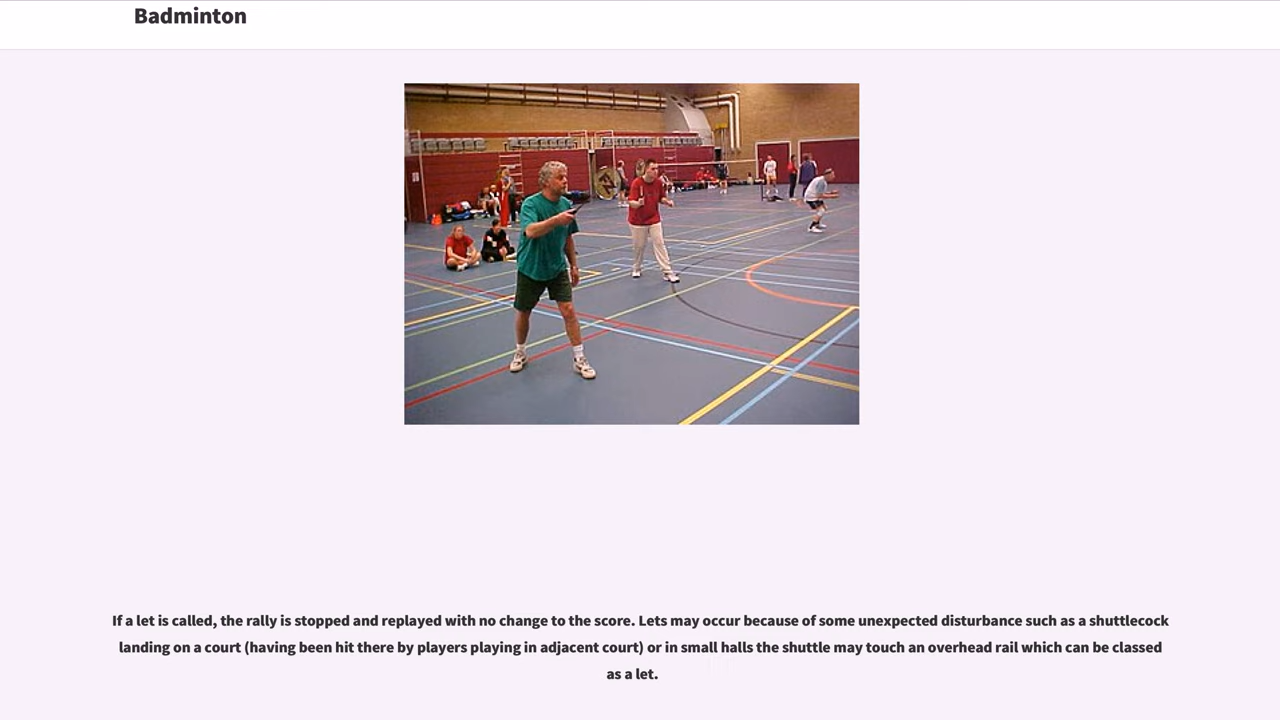 Badminton
If a let is called, the rally is stopped and replayed with no change to the score. Lets may occur because of some unexpected disturbance such as a shuttlecock
landing on a court (having been hit there by players playing in adjacent court) or in small halls the shuttle may touch an overhead rail which can be classed
as a let.